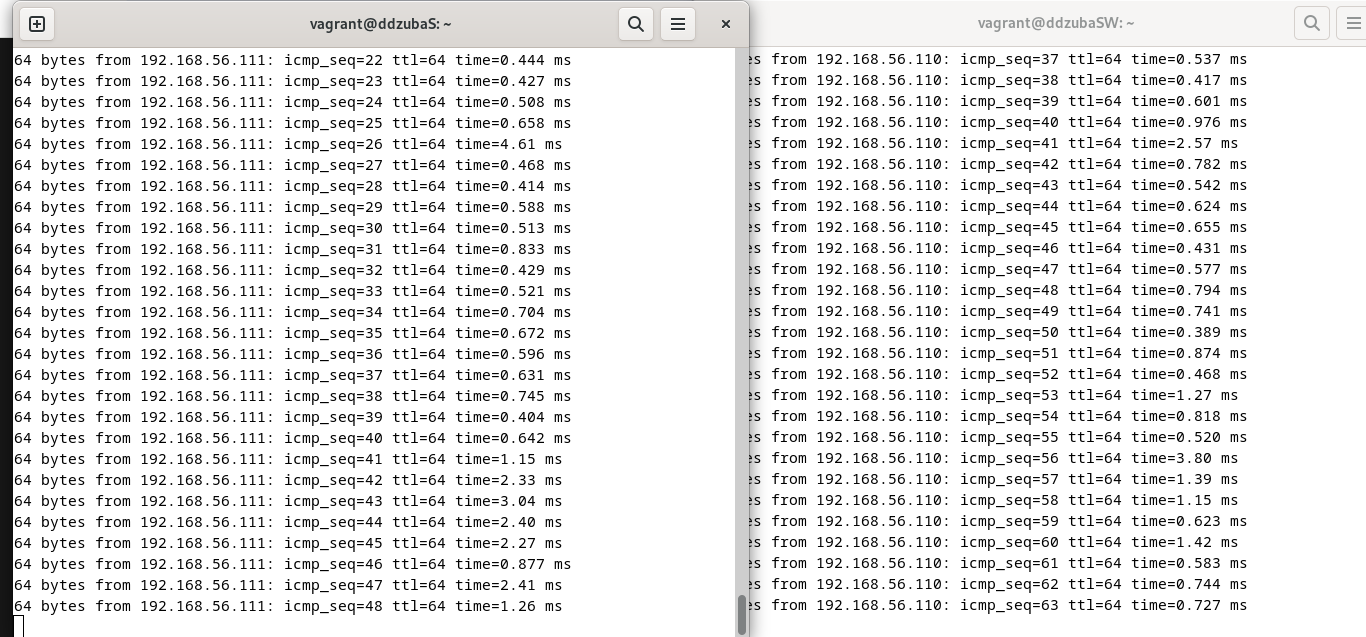 vagrant@ddzubaS: ~
64 bytes from 192.168.56.111: icmp_seq=22 ttl=64 time=0.444 ms
64 bytes from 192.168.56.111: icmp_seq=23 ttl=64 time=0.427 ms
64 bytes from 192.168.56.111: icmp_seq=24 ttl=64 time=0.508 ms
64 bytes from 192.168.56.111: icmp_seq=25 ttl=64 time=0.658 ms
64 bytes from 192.168.56.111: icmp_seq=26 ttl=64 time=4.61 ms
64 bytes from 192.168.56.111: icmp_seq=27 ttl=64 time=0.468 ms
64 bytes from 192.168.56.111: icmp_seq=28 ttl=64 time=0.414 ms
64 bytes from 192.168.56.111: icmp_seq=29 ttl=64 time=0.588 ms
64 bytes from 192.168.56.111: icmp_seq=30 ttl=64 time=0.513 ms
64 bytes from 192.168.56.111: icmp_seq=31 ttl=64 time=0.833 ms
64 bytes from 192.168.56.111: icmp_seq=32 ttl=64 time=0.429 ms
64 bytes from 192.168.56.111: icmp_seq=33 ttl=64 time=0.521 ms
64 bytes from 192.168.56.111: icmp_seq=34 ttl=64 time=0.704 ms
64 bytes from 192.168.56.111: icmp_seq=35 ttl=64 time=0.672 ms
64 bytes from 192.168.56.111: icmp_seq=36 ttl=64 time=0.596 ms
64 bytes from 192.168.56.111: icmp_seq=37 ttl=64 time=0.631 ms
64 bytes from 192.168.56.111: icmp_seq=38 ttl=64 time=0.745 ms
64 bytes from 192.168.56.111: icmp_seq=39 ttl=64 time=0.404 ms
64 bytes from 192.168.56.111: icmp_seq=40 ttl=64 time=0.642 ms
64 bytes from 192.168.56.111: icmp_seq=41 ttl=64 time=1.15 ms
64 bytes from 192.168.56.111: icmp_seq=42 ttl=64 time=2.33 ms
64 bytes from 192.168.56.111: icmp_seq=43 ttl=64 time=3.04 ms
64 bytes from 192.168.56.111: icmp_seq=44 ttl=64 time=2.40 ms
64 bytes from 192.168.56.111: icmp_seq=45 ttl=64 time=2.27 ms
64 bytes from 192.168.56.111: icmp_seq=46 ttl=64 time=0.877 ms
64 bytes from 192.168.56.111: icmp_seq=47 ttl=64 time=2.41 ms
64 bytes from 192.168.56.111: icmp_seq=48 ttl=64 time=1.26 ms
vagrant@ddzubaSW: ~
es from 192.168.56.110: icmp_seq=37 ttl=64 time=0.537 ms
es from 192.168.56.110: icmp_seq=38 ttl=64 time=0.417 ms
es from 192.168.56.110: icmp_seq=39 ttl=64 time=0.601 ms
es from 192.168.56.110: icmp_seq=40 ttl=64 time=0.976 ms
es from 192.168.56.110: icmp_seq=41 ttl=64 time=2.57 ms
es from 192.168.56.110: icmp_seq=42 ttl=64 time=0.782 ms
es from 192.168.56.110: icmp_seq=43 ttl=64 time=0.542 ms
es from 192.168.56.110: icmp_seq=44 ttl=64 time=0.624 ms
es from 192.168.56.110: icmp_seq=45 ttl=64 time=0.655 ms
es from 192.168.56.110: icmp_seq=46 ttl=64 time=0.431 ms
es from 192.168.56.110: icmp_seq=47 ttl=64 time=0.577 ms
es from 192.168.56.110: icmp_seq=48 ttl=64 time=0.794 ms
es from 192.168.56.110: icmp_seq=49 ttl=64 time=0.741 ms
es from 192.168.56.110: icmp_seq=50 ttl=64 time=0.389 ms
es from 192.168.56.110: icmp_seq=51 ttl=64 time=0.874 ms
es from 192.168.56.110: icmp_seq=52 ttl=64 time=0.468 ms
es from 192.168.56.110: icmp_seq=53 ttl=64 time=1.27 ms
es from 192.168.56.110: icmp_seq=54 ttl=64 time=0.818 ms
es from 192.168.56.110: icmp_seq=55 ttl=64 time=0.520 ms
es from 192.168.56.110: icmp_seq=56 ttl=64 time=3.80 ms
es from 192.168.56.110: icmp_seq=57 ttl=64 time=1.39 ms
es from 192.168.56.110: icmp_seq=58 ttl=64 time=1.15 ms
es from 192.168.56.110: icmp_seq=59 ttl=64 time=0.623 ms
es from 192.168.56.110: icmp_seq=60 ttl=64 time=1.42 ms
es from 192.168.56.110: icmp_seq=61 ttl=64 time=0.583 ms
es from 192.168.56.110: icmp_seq=62 ttl=64 time=0.744 ms
es from 192.168.56.110: icmp_seq=63 ttl=64 time=0.727 ms